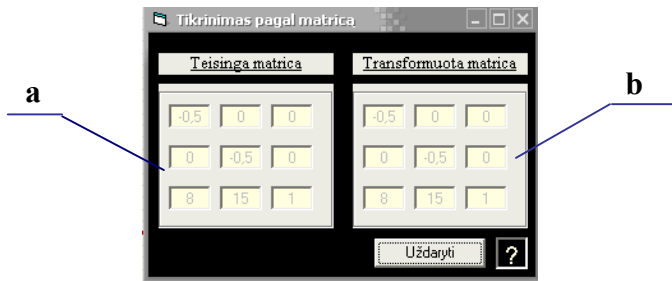 Tikrinimas pagal matricą
Teisinga matrica Transformuota matrica
a b
-0,5 0 0 -0,5 0 0
0 -0,5 0 0 -0,5 0
8 15 1 8 15 1
Uždaryti ?